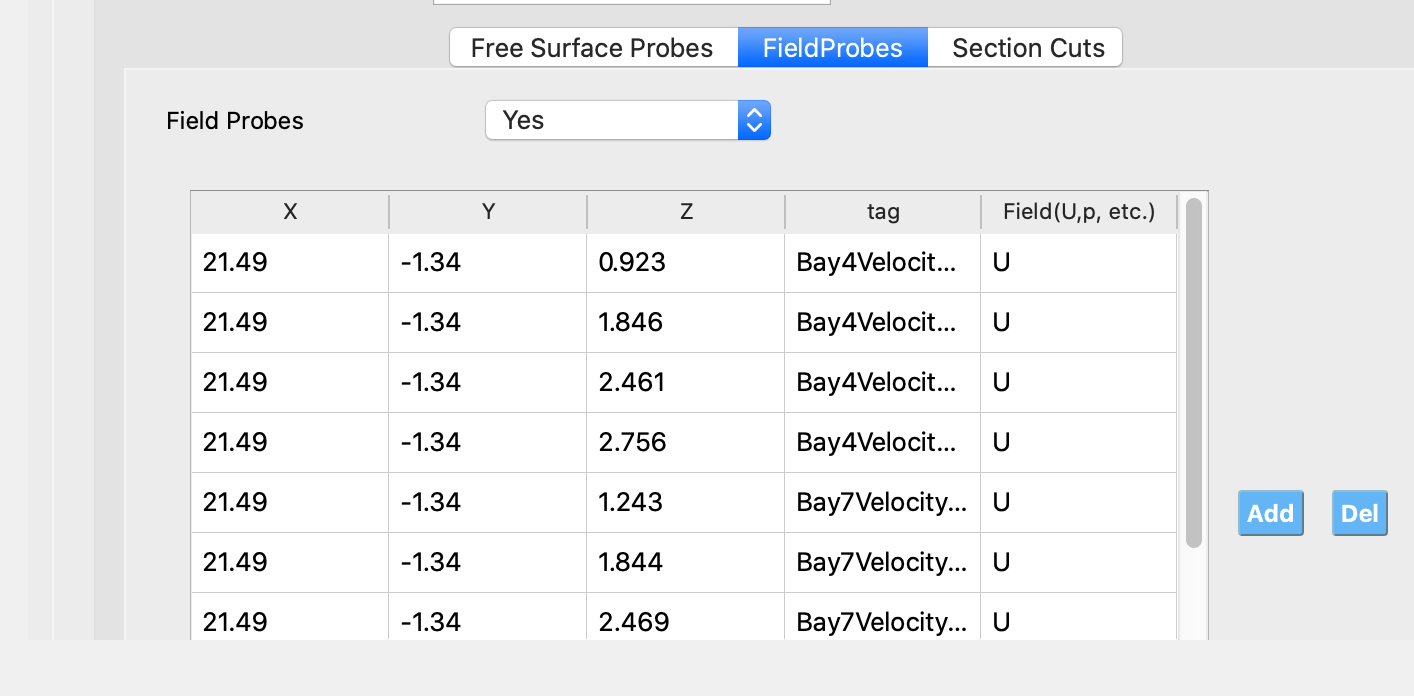 Free Surface Probes FieldProbes Section Cuts
Field Probes Yes
X Y Z tag Field(U,p, etc.)
21.49 -1.34 0.923 Bay4Velocit... U
21.49 -1.34 1.846 Bay4Velocit... U
21.49 -1.34 2.461 Bay4Velocit... U
21.49 -1.34 2.756 Bay4Velocit... U
21.49 -1.34 1.243 Bay7Velocity... U
Add Del
21.49 -1.34 1.844 Bay7Velocity... U
21.49 -1.34 2.469 Bay7Velocity... U